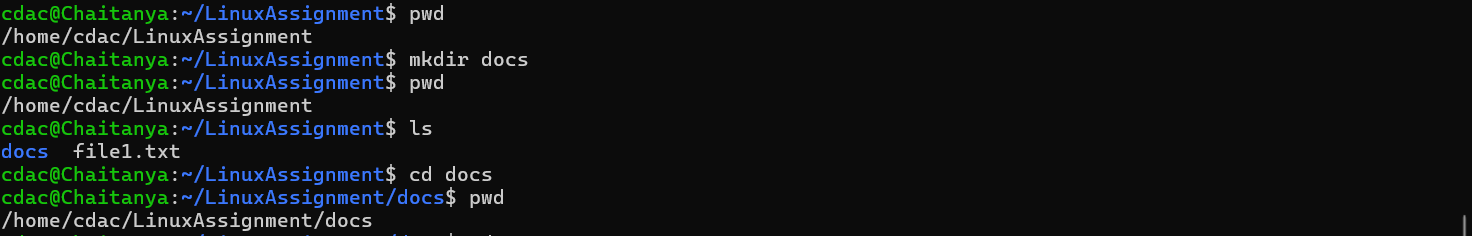 cdac@Chaitanya:~/LinuxAssignment$ pwd
/home/cdac/LinuxAssignment
cdac@Chaitanya:~/LinuxAssignment$ mkdir docs
cdac@Chaitanya:~/LinuxAssignment$ pwd
/home/cdac/LinuxAssignment
cdac@Chaitanya:~/LinuxAssignment$ ls
docs  file1.txt
cdac@Chaitanya:~/LinuxAssignment$ cd docs
cdac@Chaitanya:~/LinuxAssignment/docs$ pwd
/home/cdac/LinuxAssignment/docs